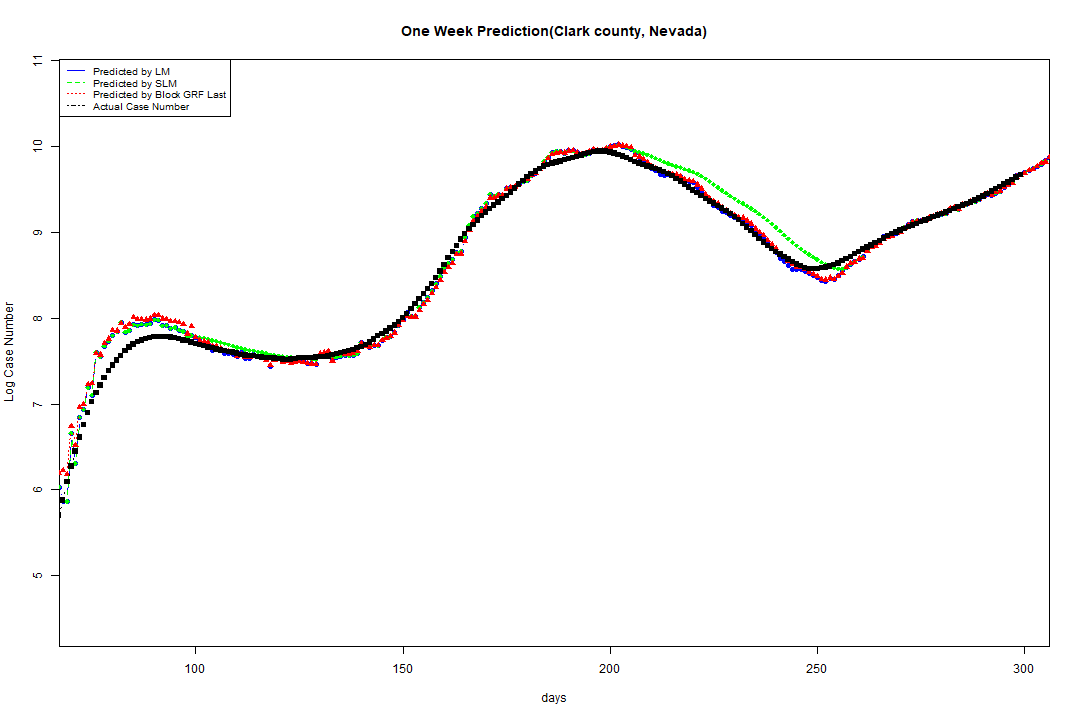 One Week Prediction(Clark county, Nevada)
Predicted by LM
Predicted by SLM
Predicted by Block GRF Last
Actual Case Number
11
10
9
8
7
6
5
Log Case Number
100 150 200 250 300
days